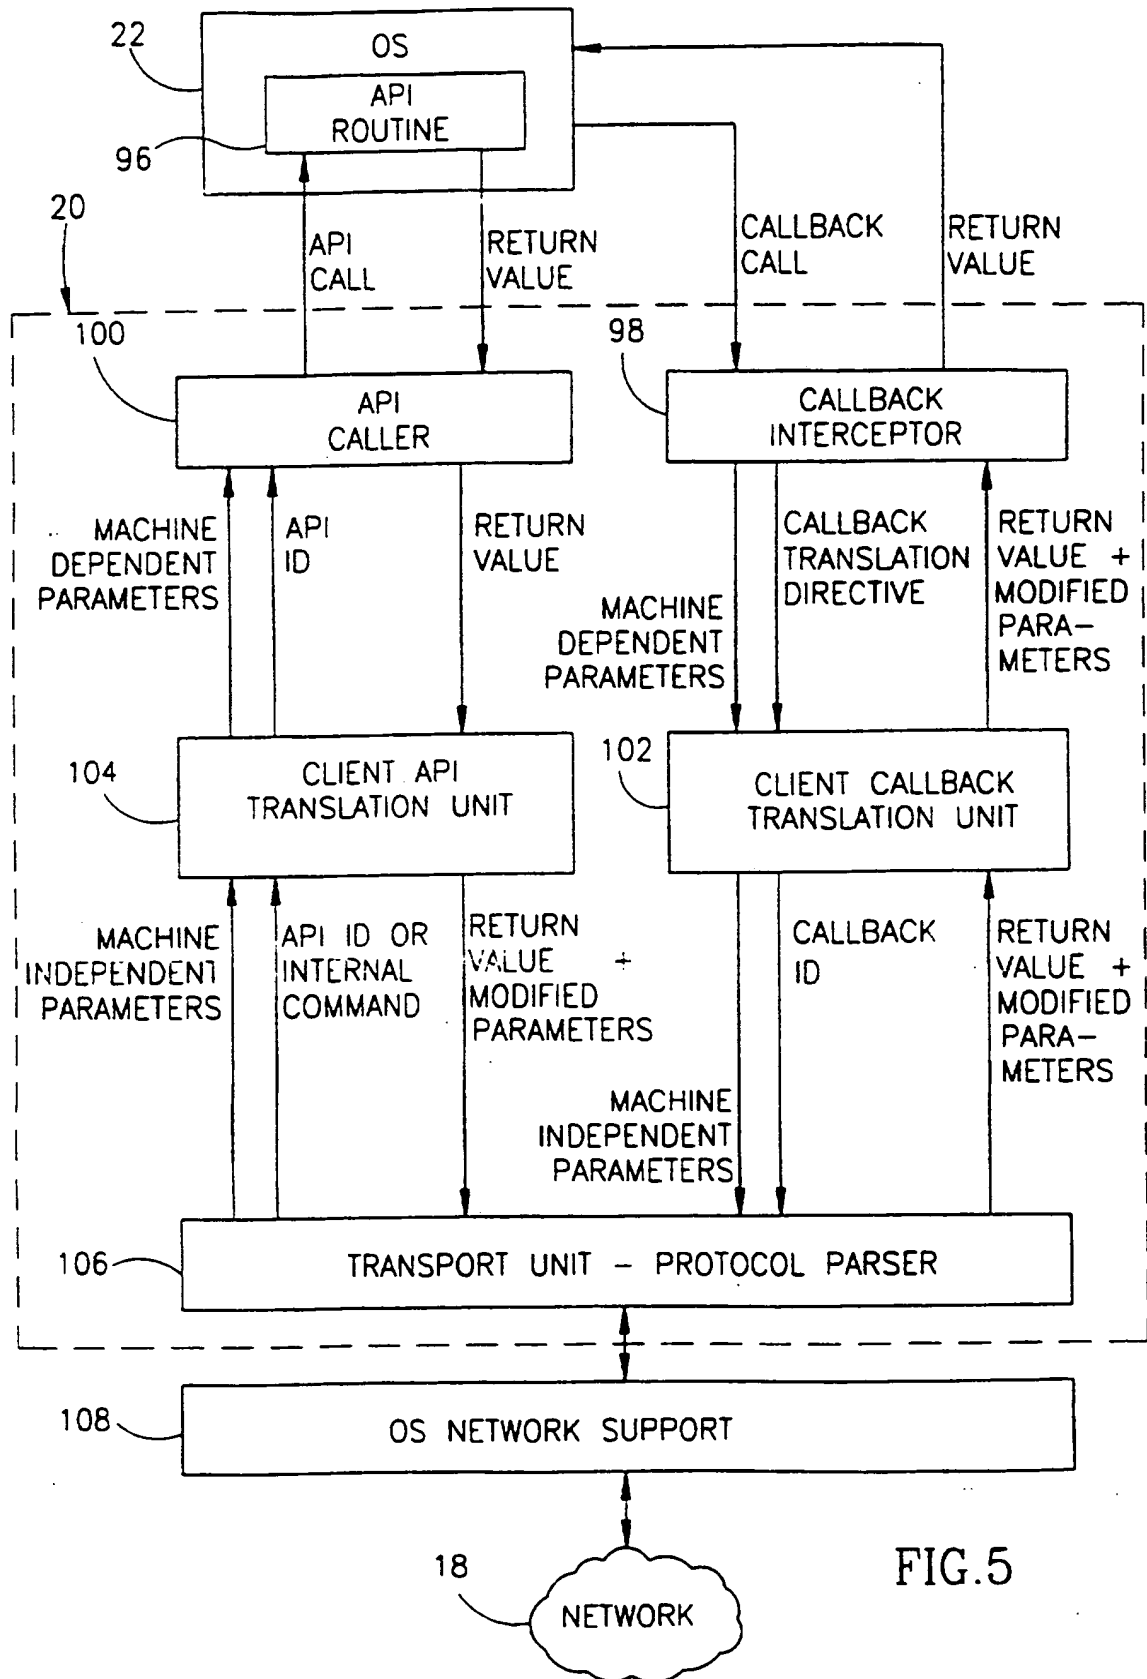 22
OS
API
ROUTINE
96
20
API
CALL
RETURN
VALUE
CALLBACK
CALL
RETURN
VALUE
100
98
API
CALLER
CALLBACK
INTERCEPTOR
MACHINE
DEPENDENT
PARAMETERS
API
ID
RETURN
VALUE
MACHINE
DEPENDENT
PARAMETERS
CALLBACK
TRANSLATION
DIRECTIVE
RETURN
VALUE +
MODIFIED
PARA-
METERS
104
CLIENT API
TRANSLATION UNIT
102
CLIENT CALLBACK
TRANSLATION UNIT
MACHINE
INDEPENDENT
PARAMETERS
API ID OR
INTERNAL
COMMAND
RETURN
VALUE +
MODIFIED
PARAMETERS
MACHINE
INDEPENDENT
PARAMETERS
CALLBACK
ID
RETURN
VALUE +
MODIFIED
PARA-
METERS
106
TRANSPORT UNIT - PROTOCOL PARSER
108
OS NETWORK SUPPORT
18
NETWORK
FIG.5